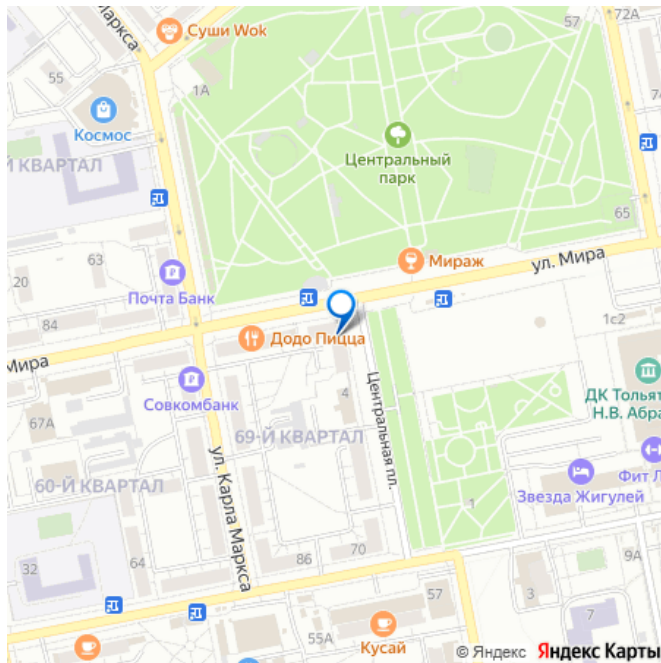 Маркса
Суши Wok
57
72А
55
1А
Космос
Й КВАРТАЛ
Центральный
парк
65
63
20
Мираж
ул. Мира
Почта Банк
84
1с2
Додо Пицца
Мира
ДК Тольят
Н.В. Абра
Совкомбанк
4
67А
69-Й КВАРТАЛ
Центральная пл.
Фит Л
60-Й КВАРТАЛ
ул. Карла Маркса
Звезда Жигулей
1
32
64
86
70
9А
57
3
7
55А
Кусай
© Яндекс Яндекс Карты